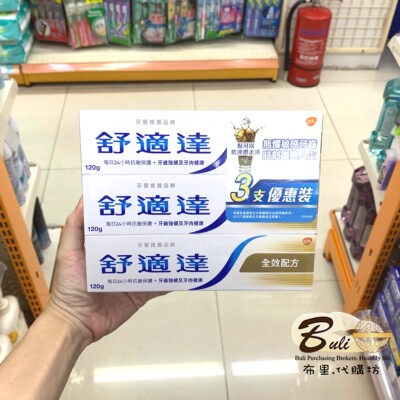 牙醫推薦品牌
舒適達
每日24小時抗敏保護 + 牙齒強健及牙肉健康
120g
3支優惠裝
牙醫推薦品牌
舒適達
每日24小時抗敏保護 + 牙齒強健及牙肉健康
120g
牙醫推薦品牌
舒適達
每日24小時抗敏保護 + 牙齒強健及牙肉健康
120g
全效配方
gsk
Buli
Buli Purchasing Brokers. Healthy life.
布里.代購坊